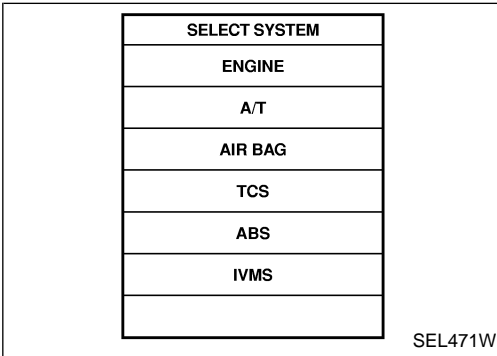 SELECT SYSTEM
ENGINE
A/T
AIR BAG
TCS
ABS
IVMS
SEL471W